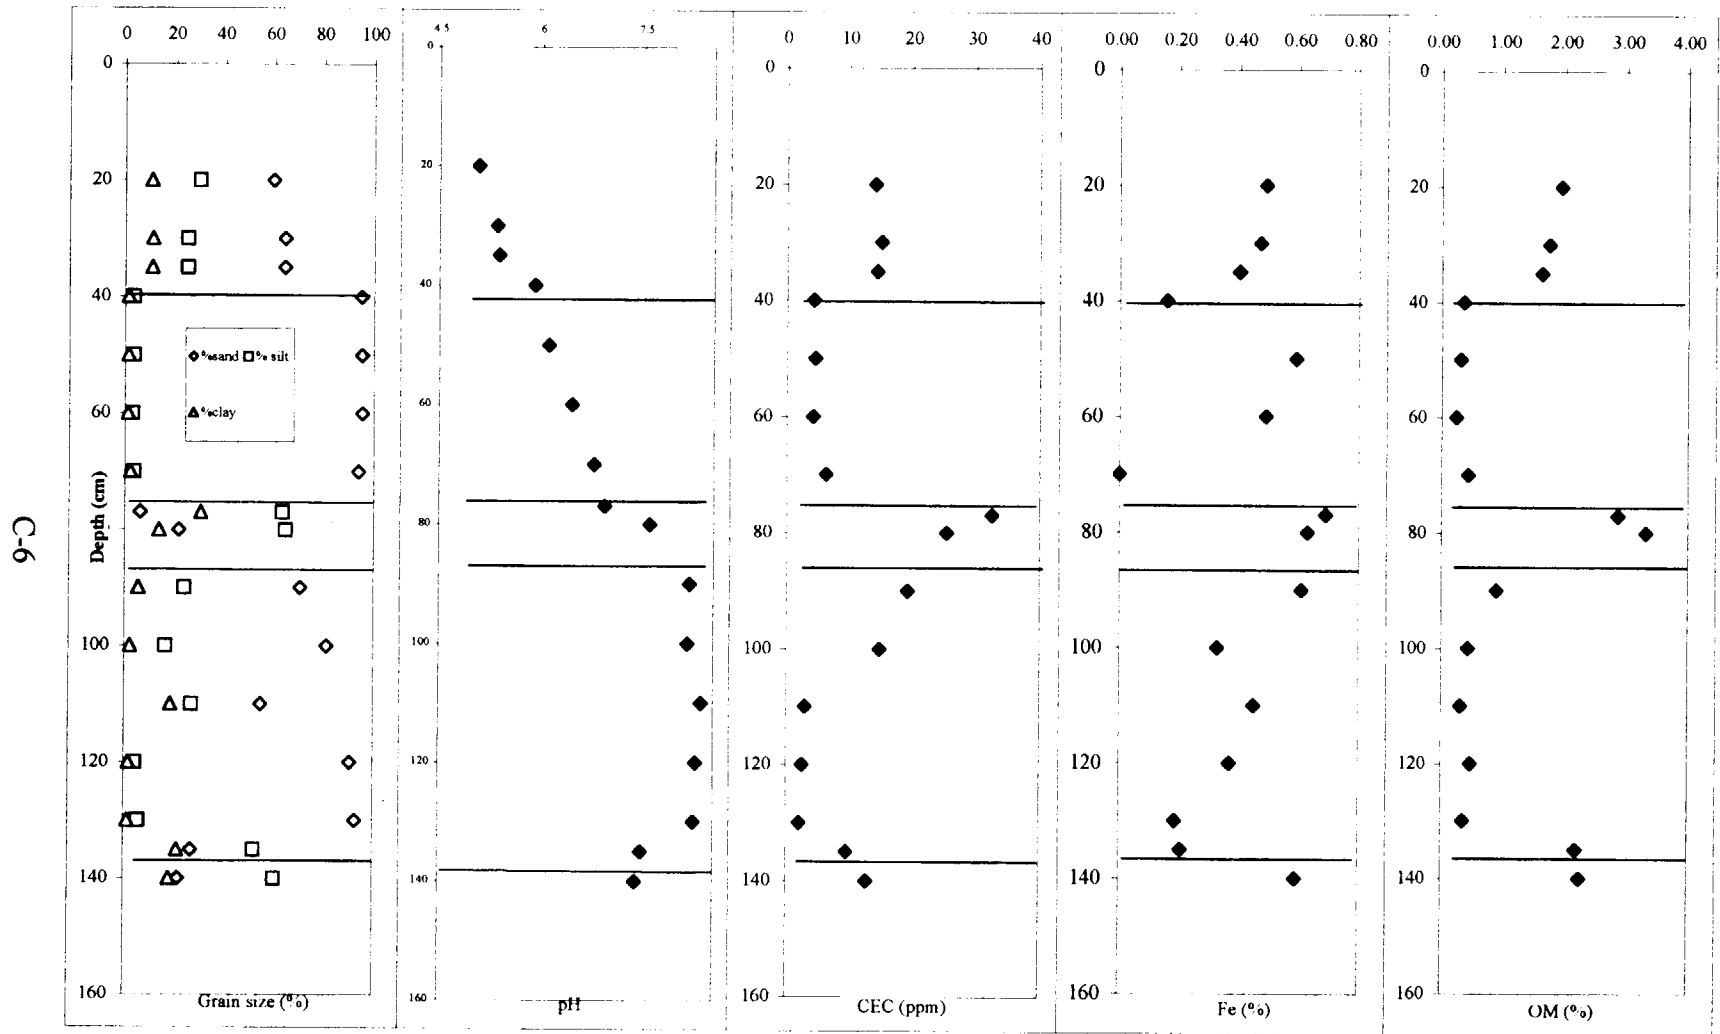 0 20 40 60 80 100
4.5 6 7.5
0 10 20 30 40
0.00 0.20 0.40 0.60 0.80
0.00 1.00 2.00 3.00 4.00
0 0 0 0 0
20 20 20 20 20
40 40 40 40 40
%sand % silt
%clay
60 60 60 60 60
Depth (cm)
C-6
80 80 80 80
100 100 100 100 100
120 120 120 120 120
140 140 140 140 140
160 160 160 160 160
Grain size (%)
pH
CEC (ppm)
Fe (%)
OM (%)